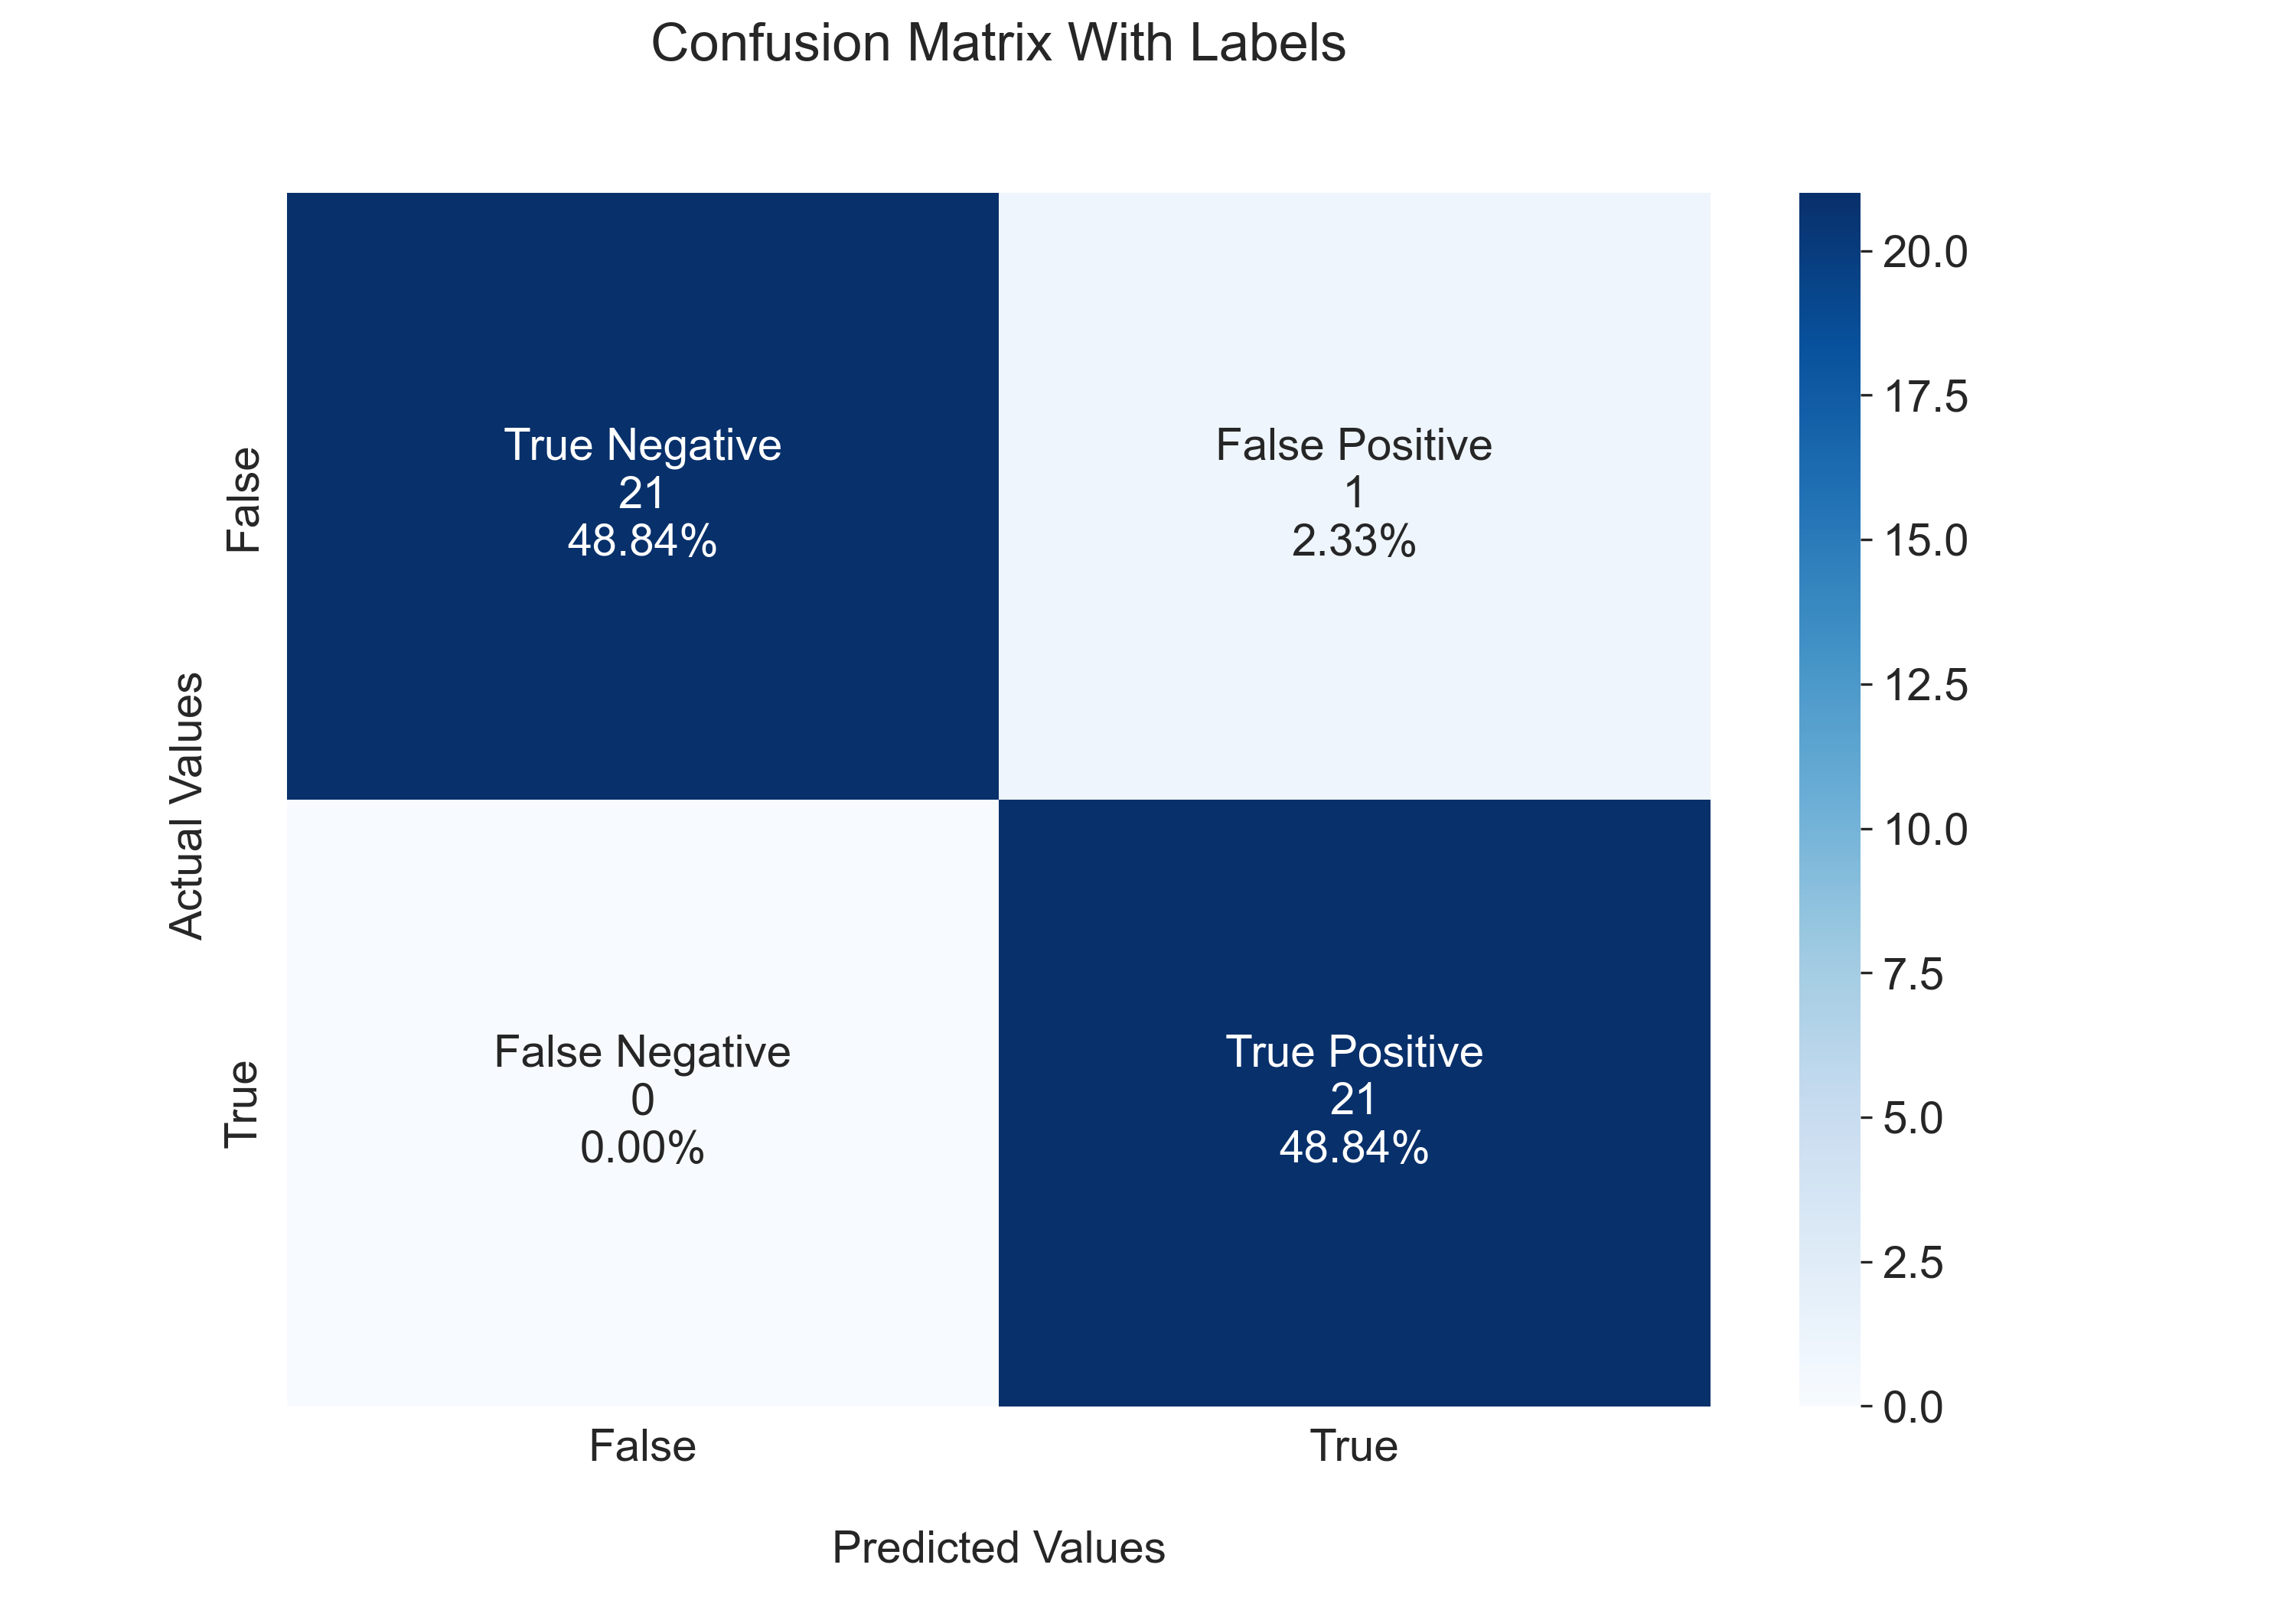 Confusion Matrix With Labels
Actual Values
False
True Negative
21
48.84%
False Positive
1
2.33%
True
False Negative
0
0.00%
True Positive
21
48.84%
False
True
Predicted Values
20.0
17.5
15.0
12.5
10.0
7.5
5.0
2.5
0.0